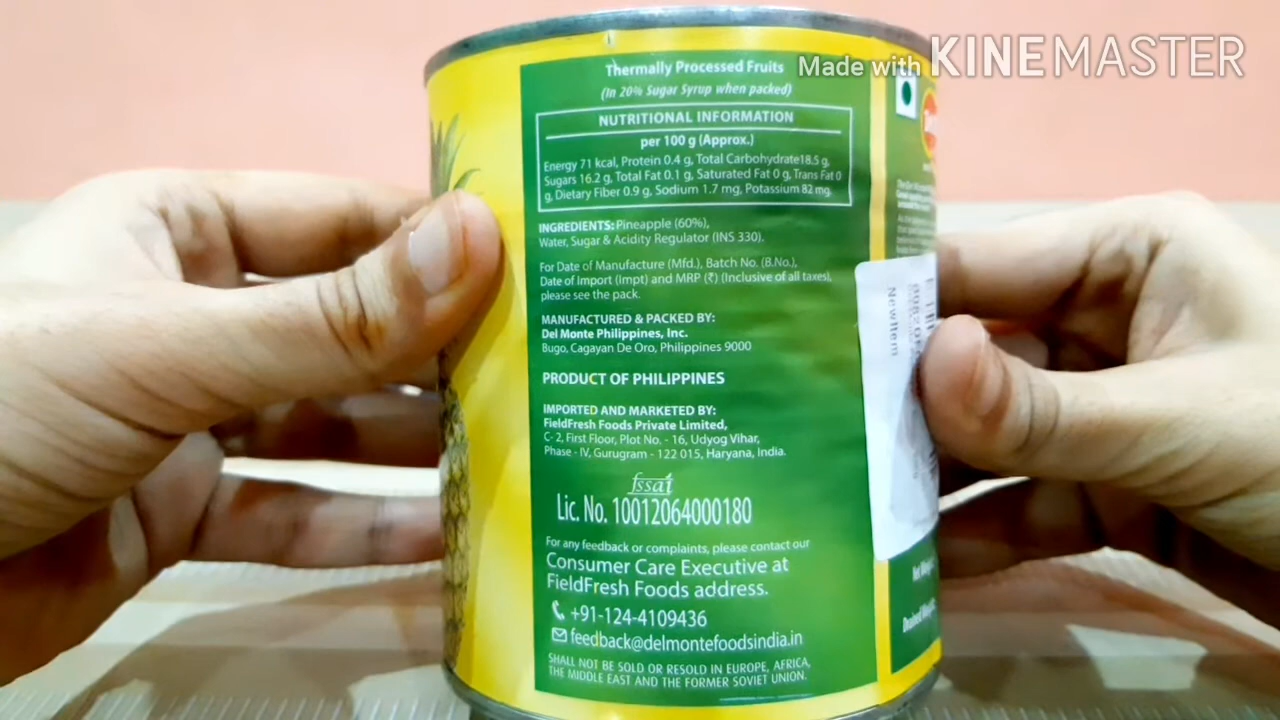 Made with KINEMASTER
Thermally Processed Fruits
(In 20% Sugar Syrup when packed)
NUTRITIONAL INFORMATION
per 100 g (Approx.)
Energy 71 kcal, Protein 0.4 g, Total Carbohydrate18.5 g,
Sugars 16.2 g, Total Fat 0.1 g, Saturated Fat 0 g, Trans Fat 0
g, Dietary Fiber 0.9 g, Sodium 1.7 mg, Potassium 82 mg.
INGREDIENTS: Pineapple (60%),
Water, Sugar & Acidity Regulator (INS 330).
For Date of Manufacture (Mfd.), Batch No. (B.No.),
Date of Import (Impt) and MRP (₹) (Inclusive of all taxes),
please see the pack.
MANUFACTURED & PACKED BY:
Del Monte Philippines, Inc.
Bugo, Cagayan De Oro, Philippines 9000
PRODUCT OF PHILIPPINES
IMPORTED AND MARKETED BY:
FieldFresh Foods Private Limited,
C- 2, First Floor, Plot No. - 16, Udyog Vihar,
Phase - IV, Gurugram - 122 015, Haryana, India.
fssai
Lic. No. 10012064000180
For any feedback or complaints, please contact our
Consumer Care Executive at
FieldFresh Foods address.
+91-124-4109436
feedback@delmontefoodsindia.in
SHALL NOT BE SOLD OR RESOLD IN EUROPE, AFRICA,
THE MIDDLE EAST AND THE FORMER SOVIET UNION.
NewItem
Net
Drained